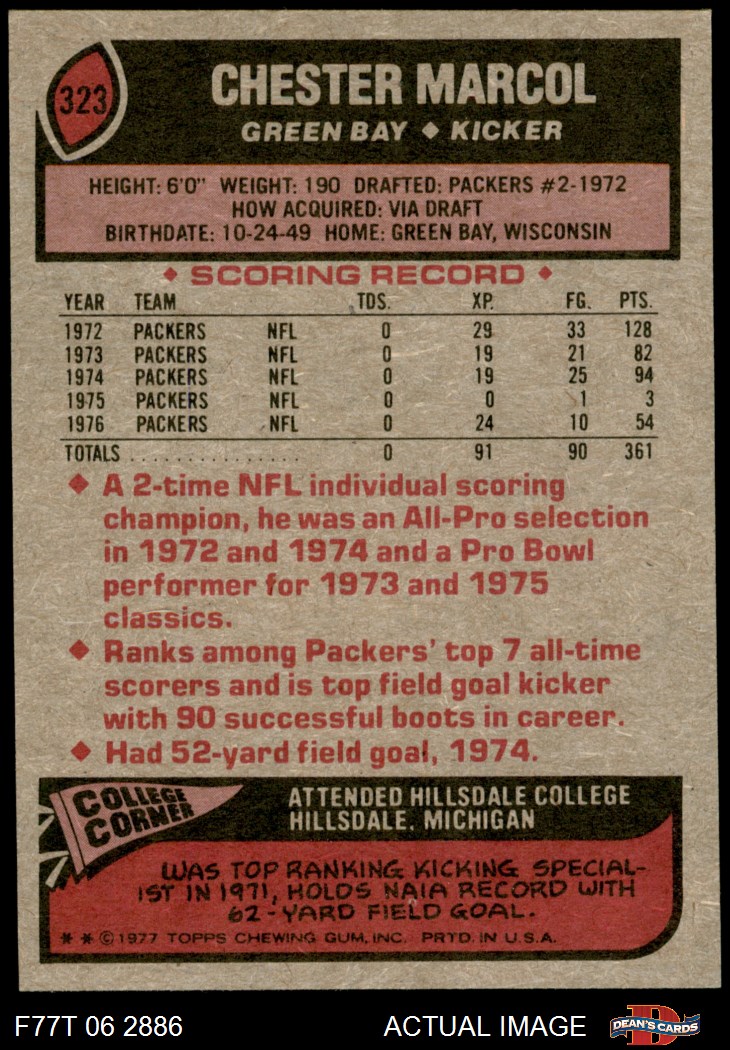 323
CHESTER MARCOL
GREEN BAY ◆ KICKER
HEIGHT: 6'0" WEIGHT: 190 DRAFTED: PACKERS #2-1972
HOW ACQUIRED: VIA DRAFT
BIRTHDATE: 10-24-49 HOME: GREEN BAY, WISCONSIN
◆ SCORING RECORD ◆
YEAR TEAM TDS. XP. FG. PTS.
1972 PACKERS NFL 0 29 33 128
1973 PACKERS NFL 0 19 21 82
1974 PACKERS NFL 0 19 25 94
1975 PACKERS NFL 0 0 1 3
1976 PACKERS NFL 0 24 10 54
TOTALS . . . . . . . . . . . . . . . 0 91 90 361
◆ A 2-time NFL individual scoring
champion, he was an All-Pro selection
in 1972 and 1974 and a Pro Bowl
performer for 1973 and 1975
classics.
◆ Ranks among Packers' top 7 all-time
scorers and is top field goal kicker
with 90 successful boots in career.
◆ Had 52-yard field goal, 1974.
COLLEGE
CORNER
ATTENDED HILLSDALE COLLEGE
HILLSDALE, MICHIGAN
WAS TOP RANKING KICKING SPECIAL-
IST IN 1971, HOLDS NAIA RECORD WITH
62-YARD FIELD GOAL.
* * © 1977 TOPPS CHEWING GUM, INC. PRTD. IN U.S.A.
F77T 06 2886 ACTUAL IMAGE
D
DEAN'S CARDS